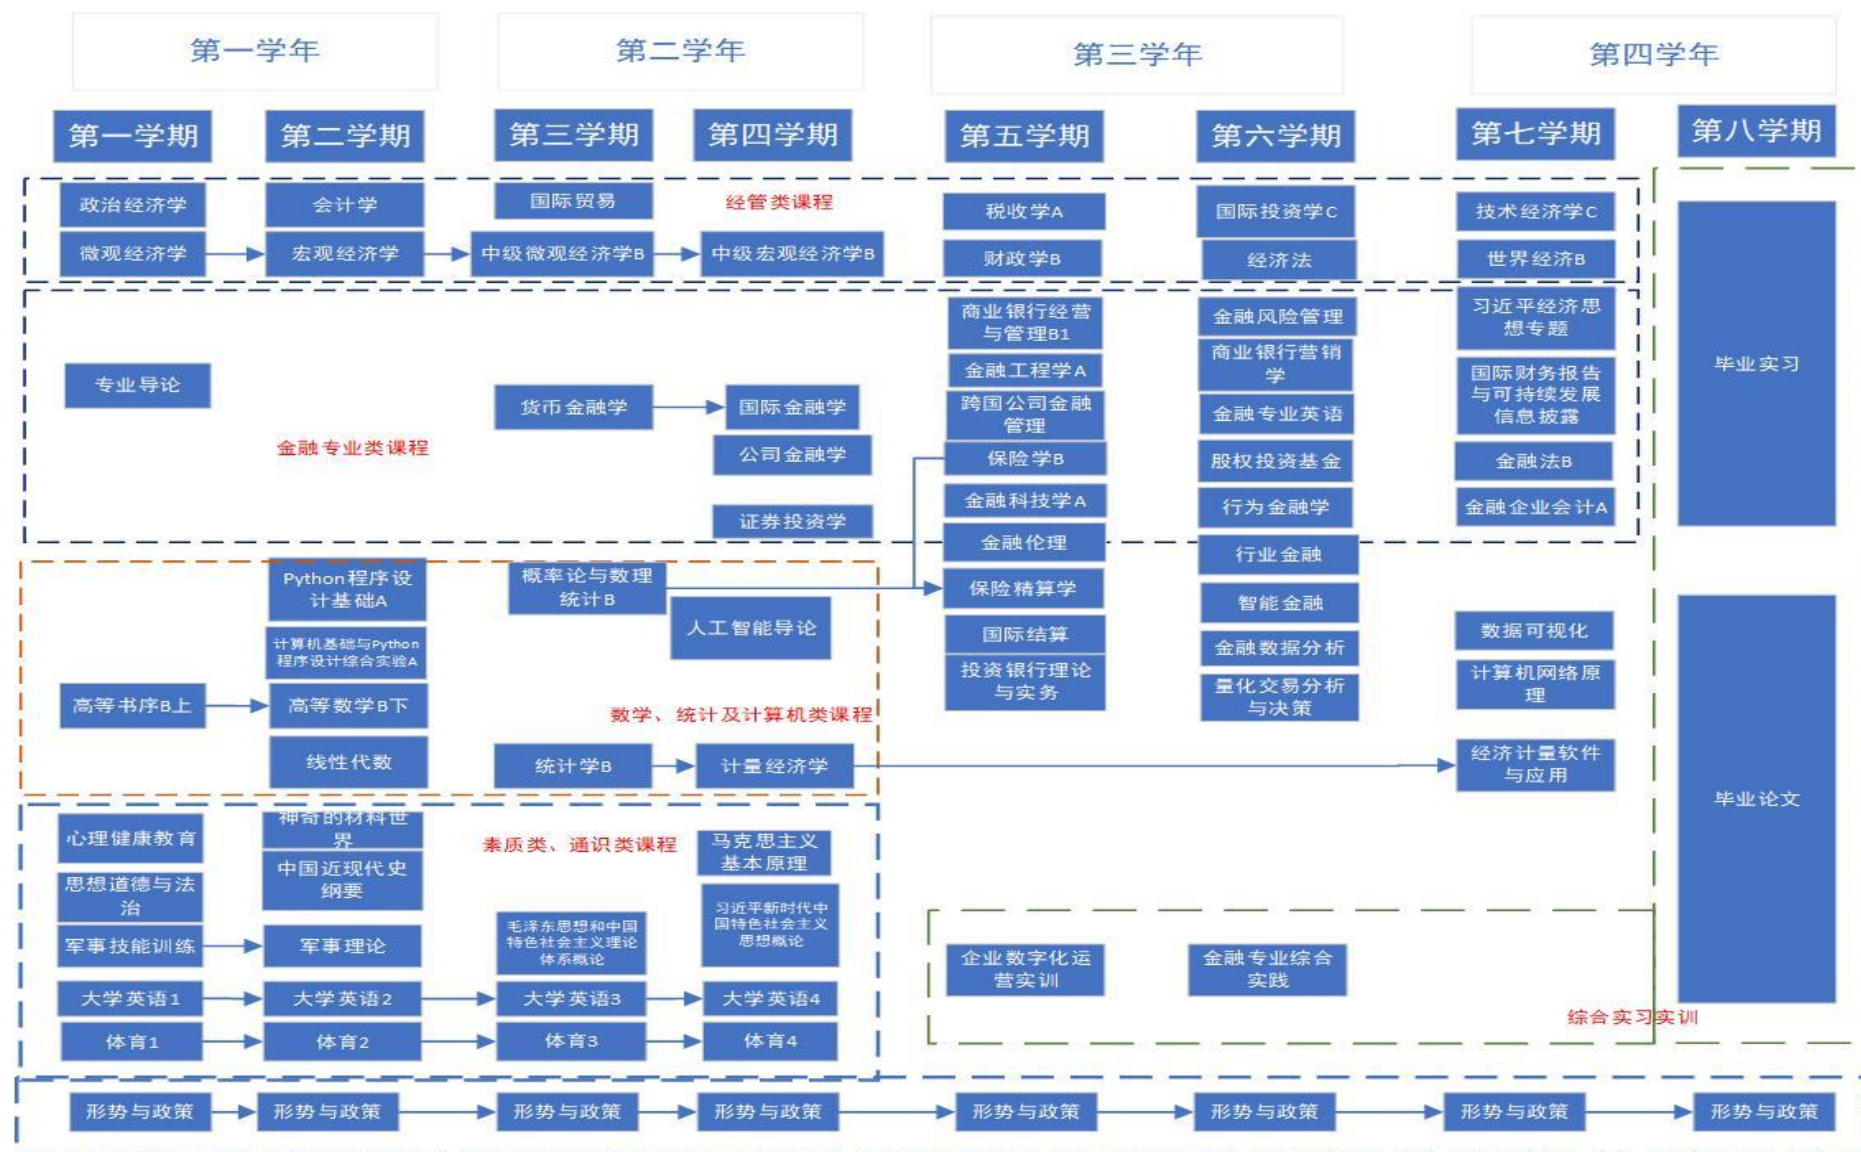 第一学年
第二学年
第三学年
第四学年
第一学期
第二学期
第三学期
第四学期
第五学期
第六学期
第七学期
第八学期
政治经济学
会计学
国际贸易
经管类课程
税收学A
国际投资学C
技术经济学C
微观经济学
宏观经济学
中级微观经济学B
中级宏观经济学B
财政学B
经济法
世界经济B
专业导论
金融专业类课程
货币金融学
国际金融学
公司金融学
证券投资学
商业银行经营
与管理B1
金融工程学A
跨国公司金融
管理
保险学B
金融科技学A
金融伦理
保险精算学
国际结算
投资银行理论
与实务
金融风险管理
商业银行营销
学
金融专业英语
股权投资基金
行为金融学
行业金融
智能金融
金融数据分析
量化交易分析
与决策
习近平经济思
想专题
国际财务报告
与可持续发展
信息披露
金融法B
金融企业会计A
数据可视化
计算机网络原
理
经济计量软件
与应用
毕业实习
毕业论文
Python程序设
计基础A
计算机基础与Python
程序设计综合实验A
高等书序B上
高等数学B下
线性代数
概率论与数理
统计B
人工智能导论
数学、统计及计算机类课程
统计学B
计量经济学
心理健康教育
思想道德与法
治
军事技能训练
大学英语1
体育1
神奇的材料世
界
中国近现代史
纲要
军事理论
大学英语2
体育2
素质类、通识类课程
毛泽东思想和中国
特色社会主义理论
体系概论
大学英语3
体育3
马克思主义
基本原理
习近平新时代中
国特色社会主义
思想概论
大学英语4
体育4
企业数字化运
营实训
金融专业综合
实践
综合实习实训
形势与政策
形势与政策
形势与政策
形势与政策
形势与政策
形势与政策
形势与政策
形势与政策